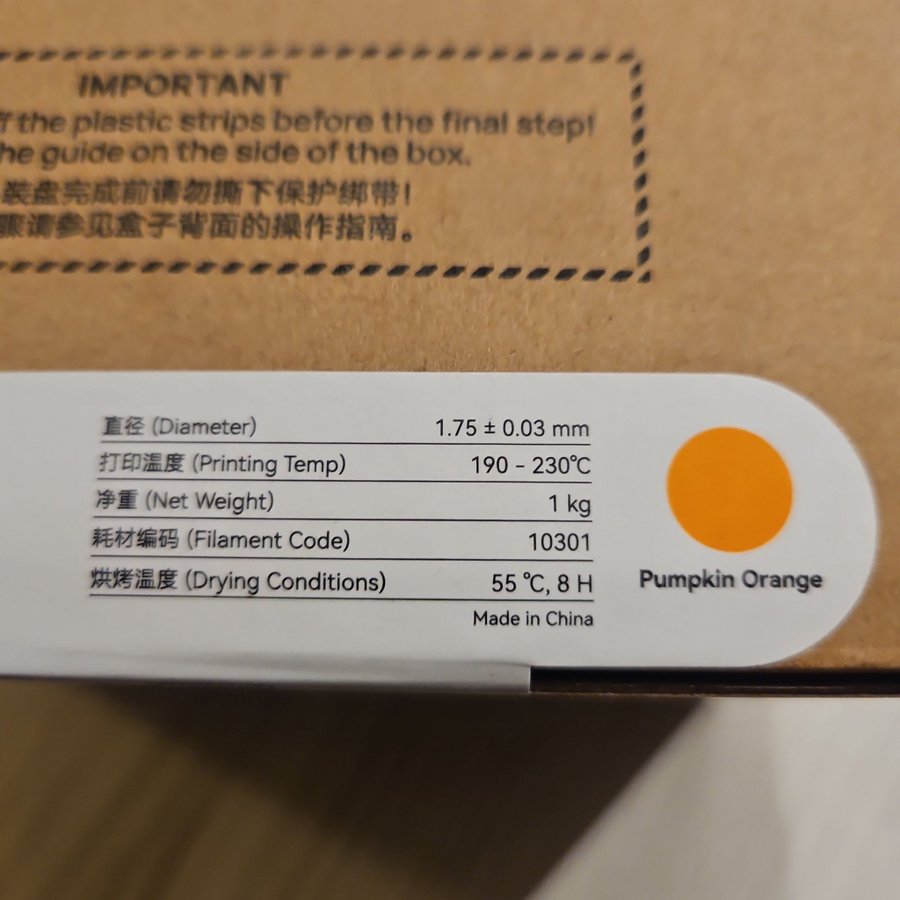 IMPORTANT
the plastic strips before the final step!
the guide on the side of the box.
装盘完成前请勿撕下保护绑带!
骤请参见盒子背面的操作指南。
直径 (Diameter) 1.75 ± 0.03 mm
打印温度 (Printing Temp) 190 - 230℃
净重 (Net Weight) 1 kg
耗材编码 (Filament Code) 10301
烘烤温度 (Drying Conditions) 55 ℃, 8 H
Made in China
Pumpkin Orange